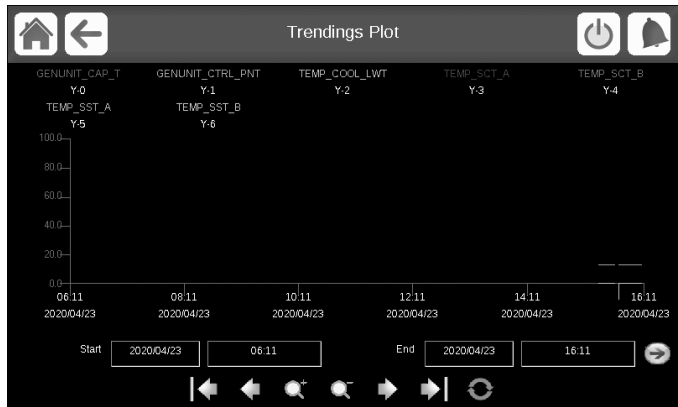 Trendings Plot
GENUNIT_CAP_T GENUNIT_CTRL_PNT TEMP_COOL_LWT TEMP_SCT_A TEMP_SCT_B
Y-0 Y-1 Y-2 Y-3 Y-4
TEMP_SST_A TEMP_SST_B
Y-5 Y-6
100.0
80.0
60.0
40.0
20.0
0.0
06:11 08:11 10:11 12:11 14:11 16:11
2020/04/23 2020/04/23 2020/04/23 2020/04/23 2020/04/23 2020/04/23
Start 2020/04/23 06:11 End 2020/04/23 16:11